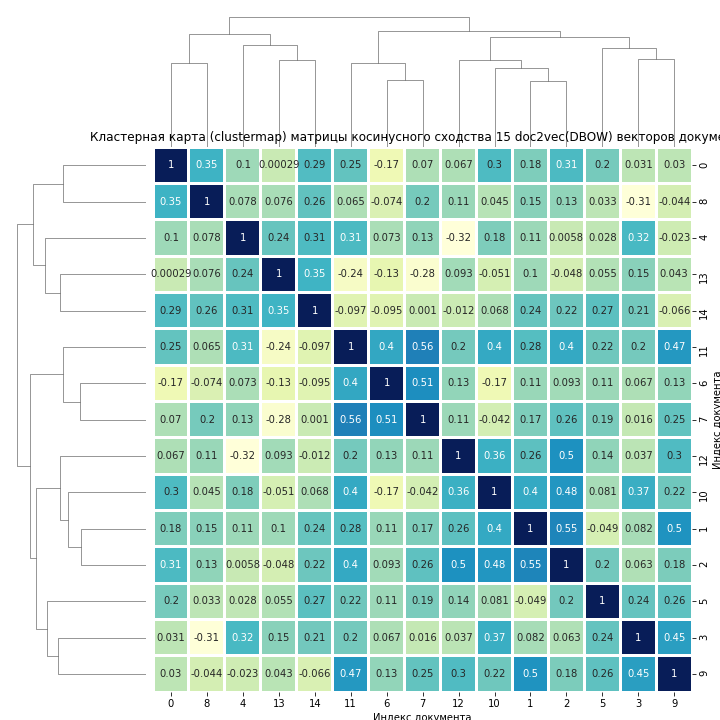 Кластерная карта (clustermap) матрицы косинусного сходства 15 doc2vec(DBOW) векторов докуме
1 0.35 0.1 0.00029 0.29 0.25 -0.17 0.07 0.067 0.3 0.18 0.31 0.2 0.031 0.03 0
0.35 1 0.078 0.076 0.26 0.065 -0.074 0.2 0.11 0.045 0.15 0.13 0.033 -0.31 -0.044 8
0.1 0.078 1 0.24 0.31 0.31 0.073 0.13 -0.32 0.18 0.11 0.0058 0.028 0.32 -0.023 4
0.00029 0.076 0.24 1 0.35 -0.24 -0.13 -0.28 0.093 -0.051 0.1 -0.048 0.055 0.15 0.043 13
0.29 0.26 0.31 0.35 1 -0.097 -0.095 0.001 -0.012 0.068 0.24 0.22 0.27 0.21 -0.066 14
0.25 0.065 0.31 -0.24 -0.097 1 0.4 0.56 0.2 0.4 0.28 0.4 0.22 0.2 0.47 11
-0.17 -0.074 0.073 -0.13 -0.095 0.4 1 0.51 0.13 -0.17 0.11 0.093 0.11 0.067 0.13 6
0.07 0.2 0.13 -0.28 0.001 0.56 0.51 1 0.11 -0.042 0.17 0.26 0.19 0.016 0.25 7
0.067 0.11 -0.32 0.093 -0.012 0.2 0.13 0.11 1 0.36 0.26 0.5 0.14 0.037 0.3 12
0.3 0.045 0.18 -0.051 0.068 0.4 -0.17 -0.042 0.36 1 0.4 0.48 0.081 0.37 0.22 10
0.18 0.15 0.11 0.1 0.24 0.28 0.11 0.17 0.26 0.4 1 0.55 -0.049 0.082 0.5 1
0.31 0.13 0.0058 -0.048 0.22 0.4 0.093 0.26 0.5 0.48 0.55 1 0.2 0.063 0.18 2
0.2 0.033 0.028 0.055 0.27 0.22 0.11 0.19 0.14 0.081 -0.049 0.2 1 0.24 0.26 5
0.031 -0.31 0.32 0.15 0.21 0.2 0.067 0.016 0.037 0.37 0.082 0.063 0.24 1 0.45 3
0.03 -0.044 -0.023 0.043 -0.066 0.47 0.13 0.25 0.3 0.22 0.5 0.18 0.26 0.45 1 9
Индекс документа
0 8 4 13 14 11 6 7 12 10 1 2 5 3 9
Индекс документа